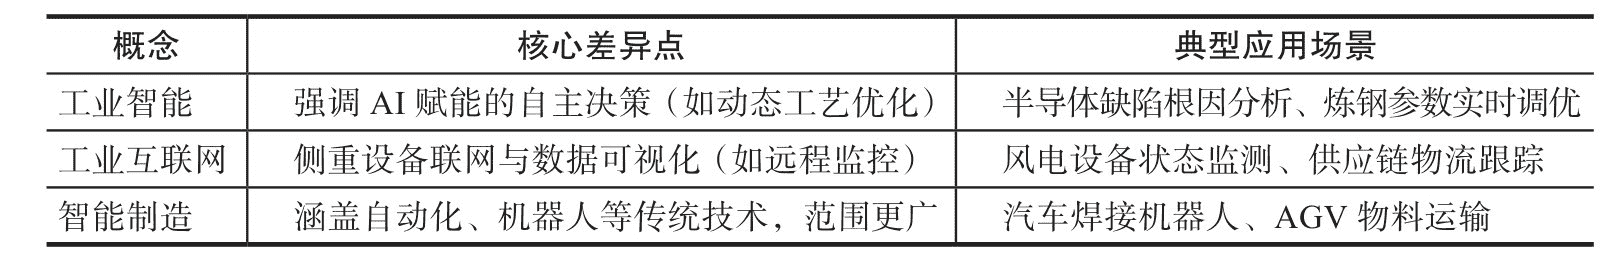 概念 核心差异点 典型应用场景
工业智能 强调 AI 赋能的自主决策（如动态工艺优化） 半导体缺陷根因分析、炼钢参数实时调优
工业互联网 侧重设备联网与数据可视化（如远程监控） 风电设备状态监测、供应链物流跟踪
智能制造 涵盖自动化、机器人等传统技术，范围更广 汽车焊接机器人、AGV 物料运输